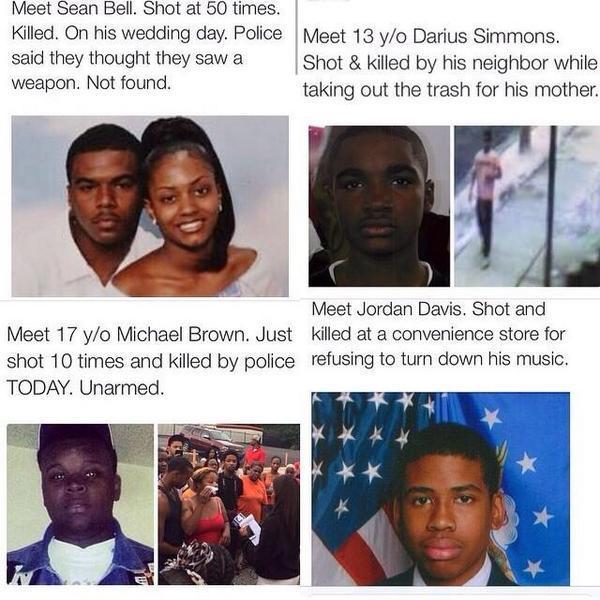 Meet Sean Bell. Shot at 50 times.
Killed. On his wedding day. Police
said they thought they saw a
weapon. Not found.
Meet 13 y/o Darius Simmons.
Shot & killed by his neighbor while
taking out the trash for his mother.
Meet 17 y/o Michael Brown. Just
shot 10 times and killed by police
TODAY. Unarmed.
Meet Jordan Davis. Shot and
killed at a convenience store for
refusing to turn down his music.